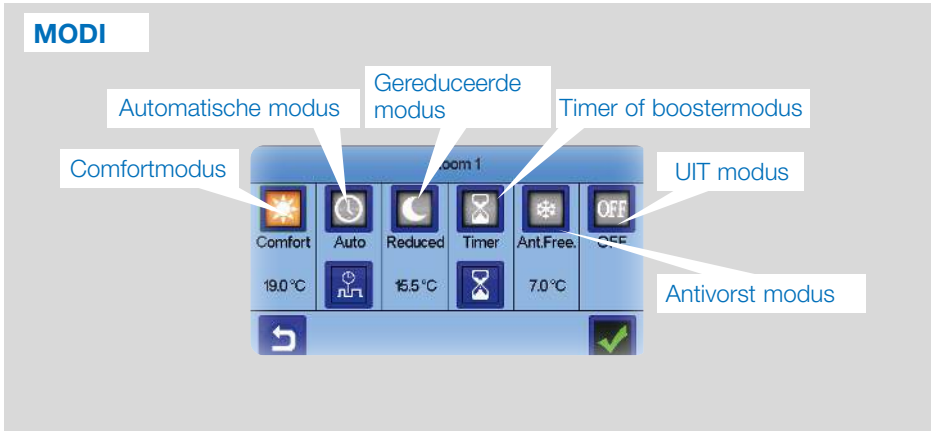 MODI
Gereduceerde
modus
Automatische modus
Timer of boostermodus
Comfortmodus
UIT modus
oom 1
OFF
Comfort Auto Reduced Timer Ant.Free. OFF
19.0 °C 15.5 °C 7.0 °C
Antivorst modus